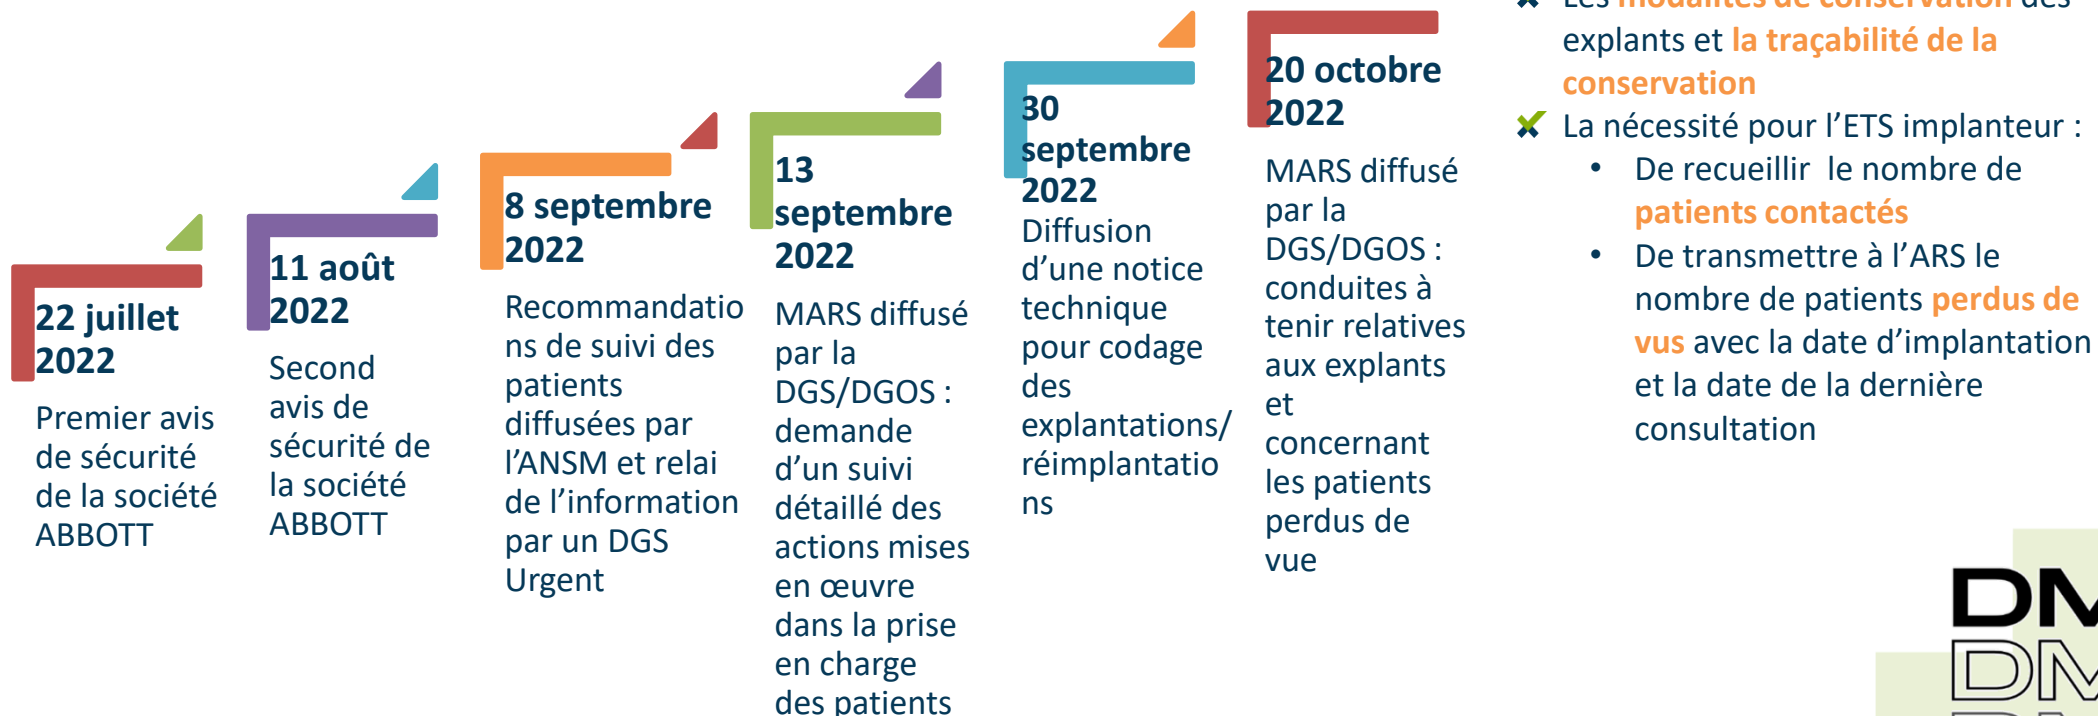 22 juillet
2022
Premier avis
de sécurité
de la société
ABBOTT
11 août
2022
Second
avis de
sécurité de
la société
ABBOTT
8 septembre
2022
Recommandatio
ns de suivi des
patients
diffusées par
l’ANSM et relai
de l’information
par un DGS
Urgent
13
septembre
2022
MARS diffusé
par la
DGS/DGOS :
demande
d’un suivi
détaillé des
actions mises
en œuvre
dans la prise
en charge
des patients
30
septembre
2022
Diffusion
d’une notice
technique
pour codage
des
explantations/
réimplantatio
ns
20 octobre
2022
MARS diffusé
par la
DGS/DGOS :
conduites à
tenir relatives
aux explants
et
concernant
les patients
perdus de
vue
Les modalités de conservation des
explants et la traçabilité de la
conservation
La nécessité pour l’ETS implanteur :
• De recueillir le nombre de
patients contactés
• De transmettre à l’ARS le
nombre de patients perdus de
vus avec la date d’implantation
et la date de la dernière
consultation